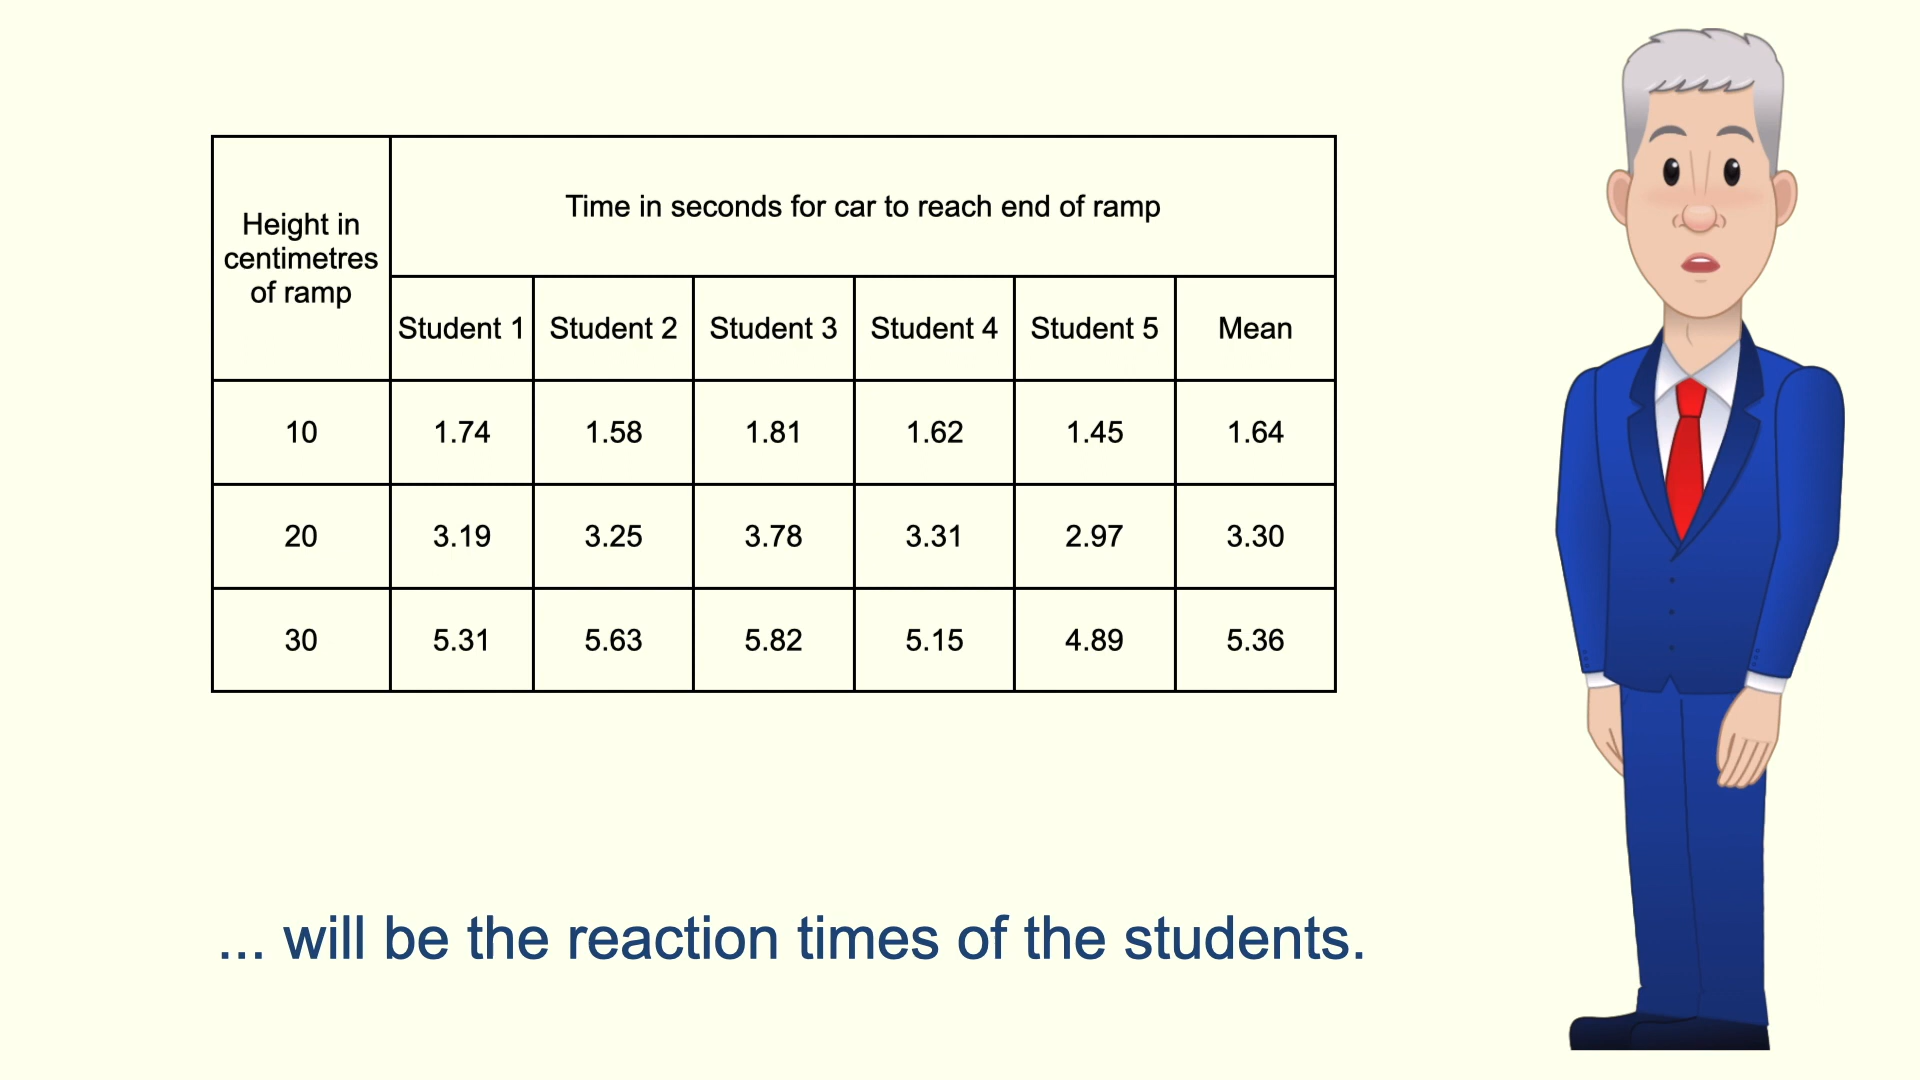 Height in
centimetres
of ramp
Time in seconds for car to reach end of ramp
Student 1 Student 2 Student 3 Student 4 Student 5 Mean
10 1.74 1.58 1.81 1.62 1.45 1.64
20 3.19 3.25 3.78 3.31 2.97 3.30
30 5.31 5.63 5.82 5.15 4.89 5.36
... will be the reaction times of the students.